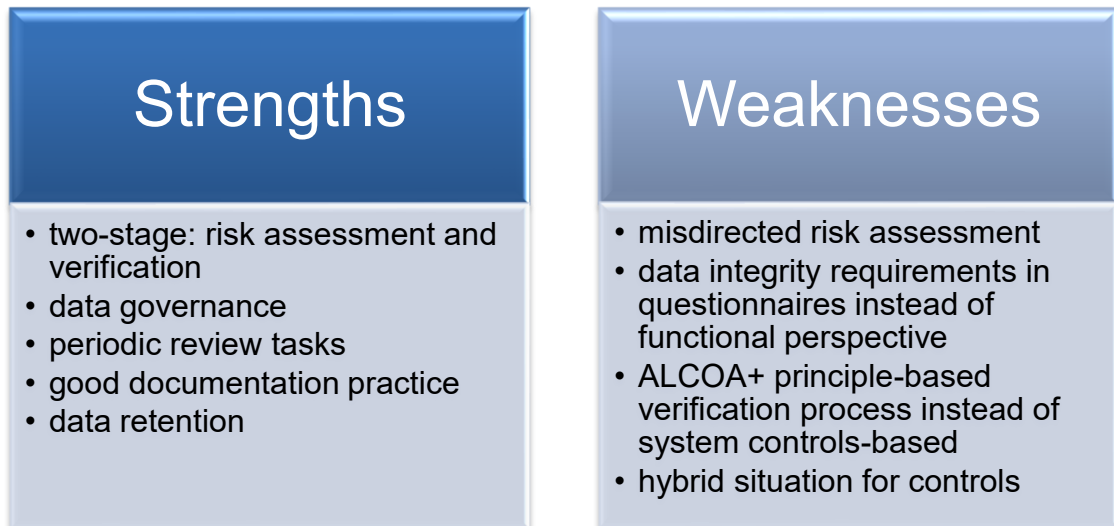 Strengths
• two-stage: risk assessment and
verification
• data governance
• periodic review tasks
• good documentation practice
• data retention
Weaknesses
• misdirected risk assessment
• data integrity requirements in
questionnaires instead of
functional perspective
• ALCOA+ principle-based
verification process instead of
system controls-based
• hybrid situation for controls